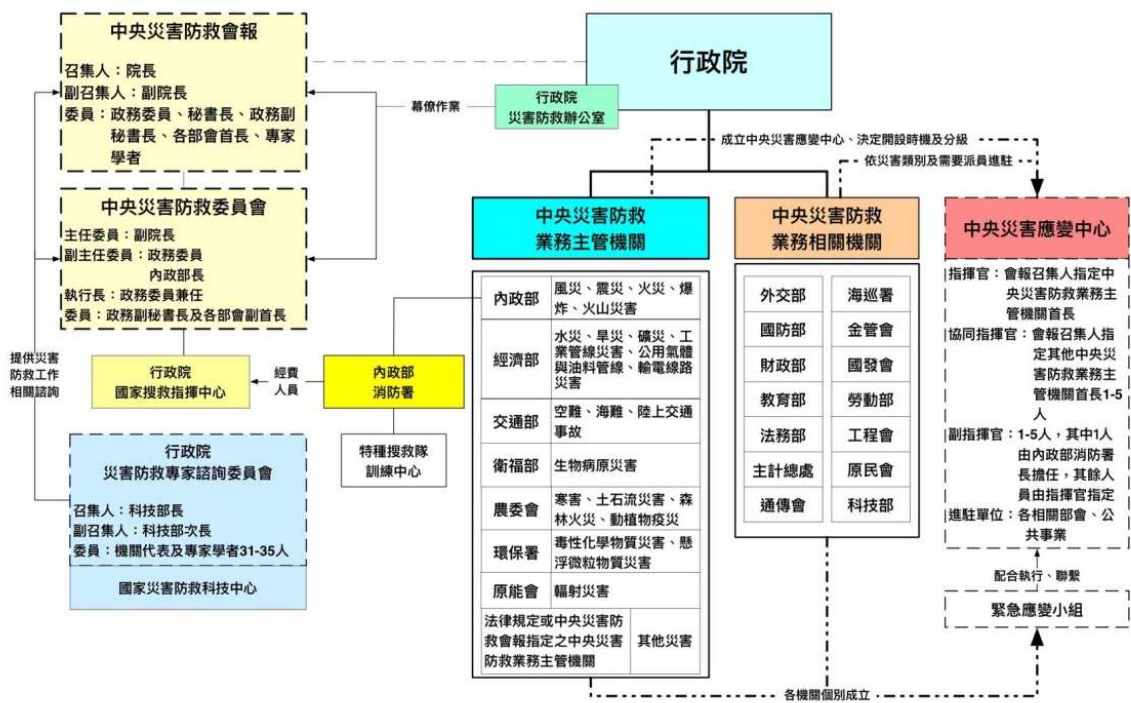 中央災害防救會報
召集人：院長
副召集人：副院長
委員：政務委員、秘書長、政務副
秘書長、各部會首長、專家
學者
行政院
行政院
災害防救辦公室
幕僚作業
成立中央災害應變中心、決定開設時機及分級
依災害類別及需要派員進駐
中央災害防救委員會
主任委員：副院長
副主任委員：政務委員
內政部長
執行長：政務委員兼任
委員：政務副秘書長及各部會副首長
提供災害
防救工作
相關諮詢
行政院
國家搜救指揮中心
經費
人員
內政部
消防署
特種搜救隊
訓練中心
行政院
災害防救專家諮詢委員會
召集人：科技部長
副召集人：科技部次長
委員：機關代表及專家學者31-35人
國家災害防救科技中心
中央災害防救
業務主管機關
內政部
風災、震災、火災、爆
炸、火山災害
經濟部
水災、旱災、礦災、工
業管線災害、公用氣體
與油料管線、輸電線路
災害
交通部
空難、海難、陸上交通
事故
衛福部
生物病原災害
農委會
寒害、土石流災害、森
林火災、動植物疫災
環保署
毒性化學物質災害、懸
浮微粒物質災害
原能會
輻射災害
法律規定或中央災害防
救會報指定之中央災害
防救業務主管機關
其他災害
中央災害防救
業務相關機關
外交部
海巡署
國防部
金管會
財政部
國發會
教育部
勞動部
法務部
工程會
主計總處
原民會
通傳會
科技部
中央災害應變中心
指揮官：會報召集人指定中
央災害防救業務主
管機關首長
協同指揮官：會報召集人指
定其他中央災
害防救業務主
管機關首長1-5
人
副指揮官：1-5人，其中1人
由內政部消防署
長擔任，其餘人
員由指揮官指定
進駐單位：各相關部會、公
共事業
配合執行、聯繫
緊急應變小組
各機關個別成立